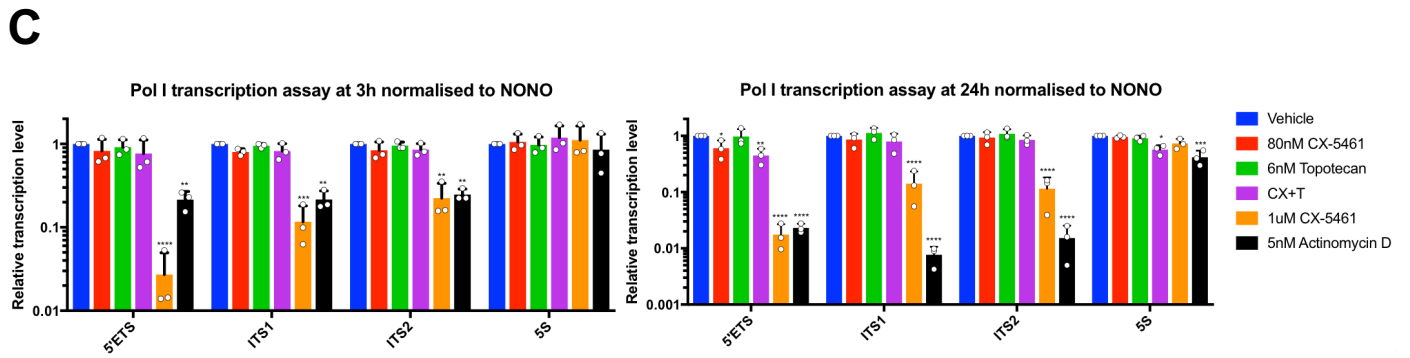 C
Pol I transcription assay at 3h normalised to NONO
Relative transcription level
1
0.1
0.01
****
**
***
**
**
**
5'ETS
ITS1
ITS2
5S
Pol I transcription assay at 24h normalised to NONO
Relative transcription level
1
0.1
0.01
0.001
*
**
****
****
****
****
****
****
*
***
5'ETS
ITS1
ITS2
5S
Vehicle
80nM CX-5461
6nM Topotecan
CX+T
1uM CX-5461
5nM Actinomycin D